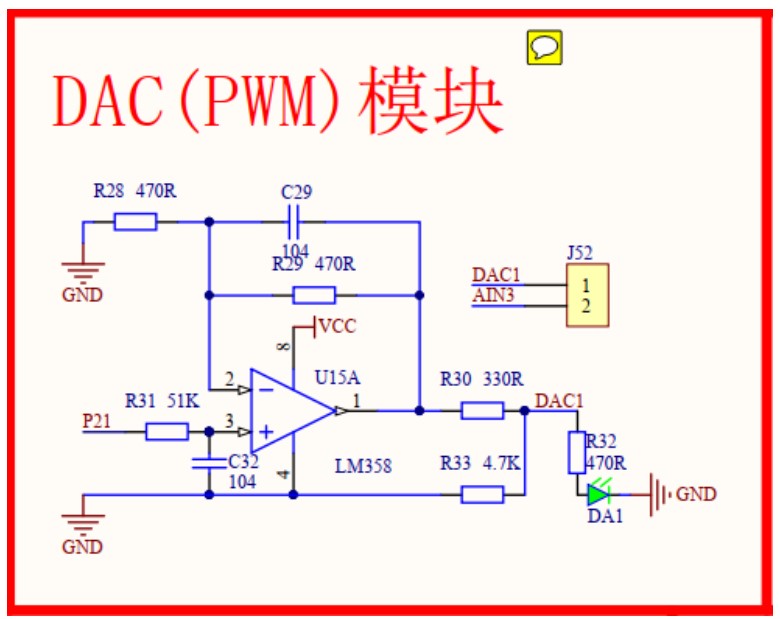 DAC(PWM)模块
R28 470R
C29
104
R29 470R
GND
J52
DAC1
1
AIN3
2
VCC
8
U15A
2
1
R30 330R
DAC1
R31 51K
P21
3
R32
470R
C32
104
4
LM358
R33 4.7K
GND
DA1
GND